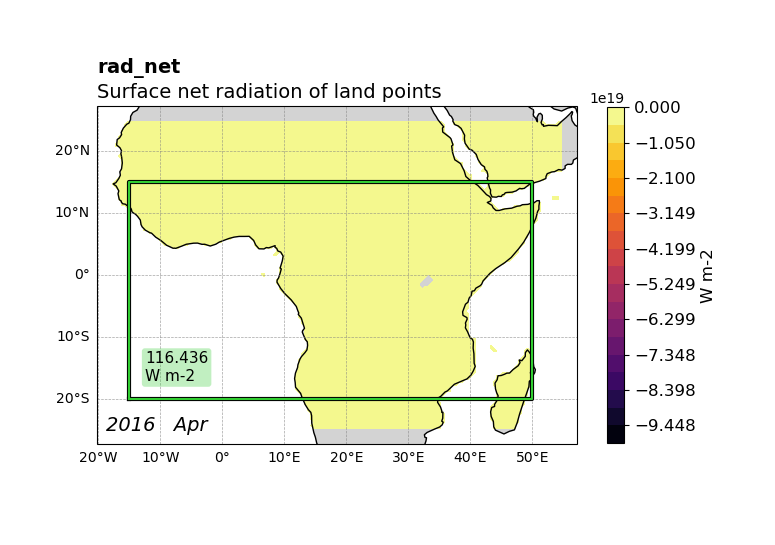 rad_net
Surface net radiation of land points
1e19
0.000
−1.050
−2.100
−3.149
−4.199
−5.249
−6.299
−7.348
−8.398
−9.448
W m-2
20°N
10°N
0°
10°S
20°S
116.436
W m-2
2016 Apr
20°W 10°W 0° 10°E 20°E 30°E 40°E 50°E